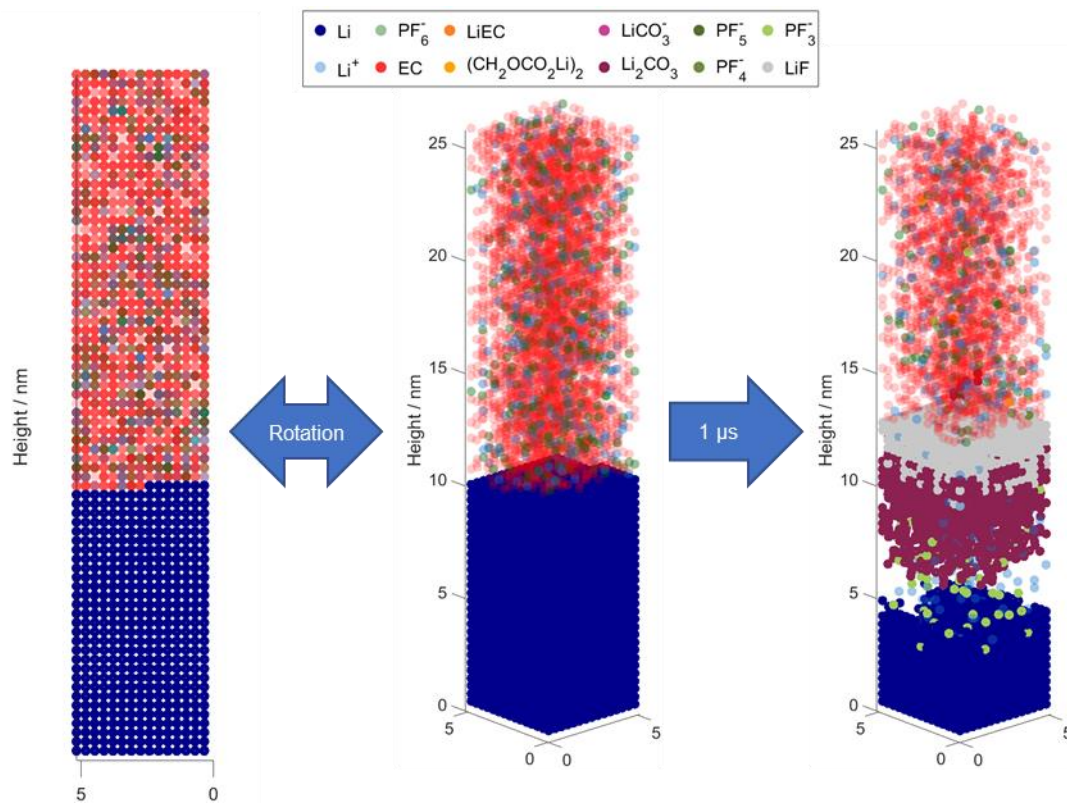 Li PF₆⁻ LiEC LiCO₃⁻ PF₅⁻ PF₃⁻
Li⁺ EC (CH₂OCO₂Li)₂ Li₂CO₃ PF₄⁻ LiF
Height / nm
5 0
Rotation
Height / nm
25
20
15
10
5
0
5 5
0 0
1 µs
Height / nm
25
20
15
10
5
0
5 5
0 0